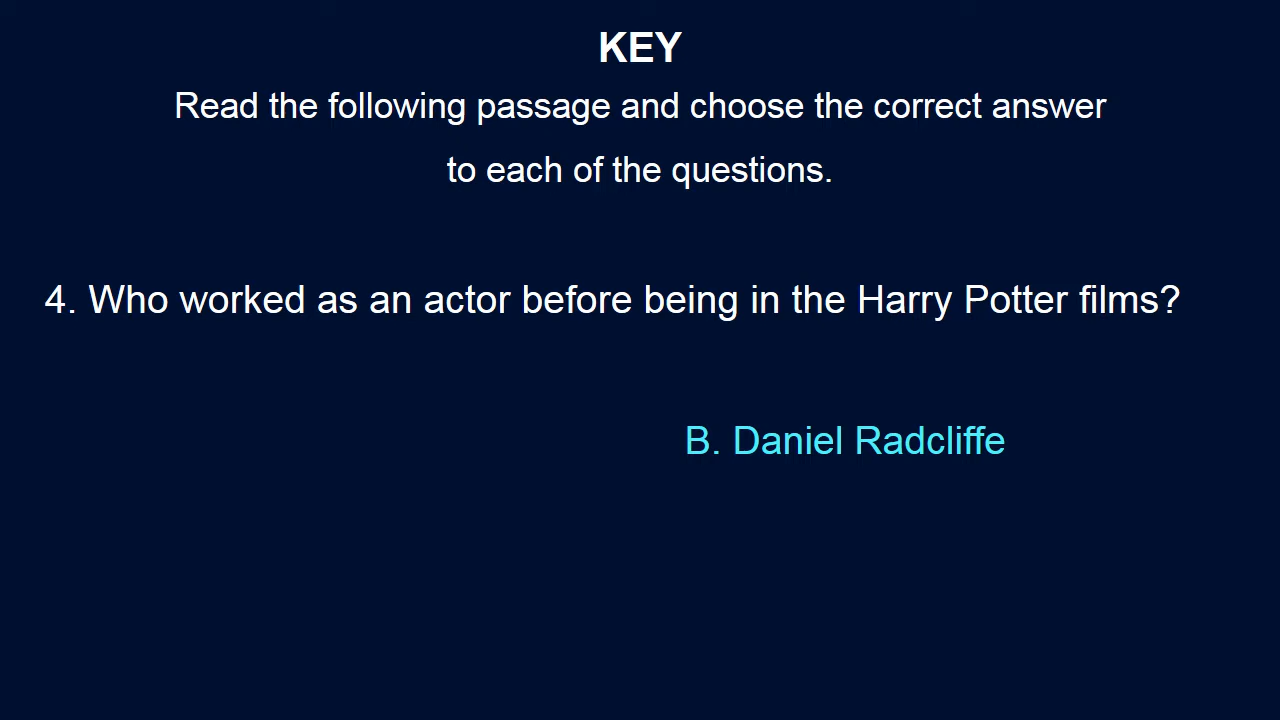 KEY
Read the following passage and choose the correct answer
to each of the questions.
4. Who worked as an actor before being in the Harry Potter films?
B. Daniel Radcliffe